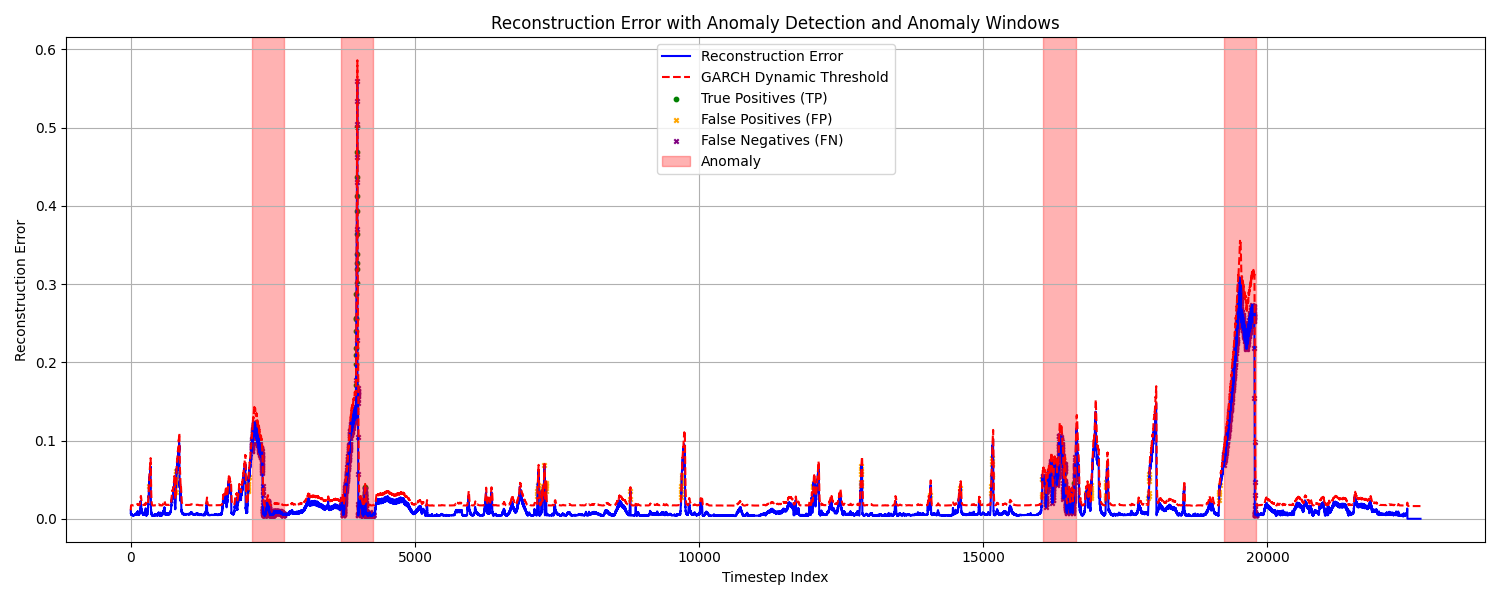 Reconstruction Error with Anomaly Detection and Anomaly Windows
Reconstruction Error
GARCH Dynamic Threshold
True Positives (TP)
False Positives (FP)
False Negatives (FN)
Anomaly
Reconstruction Error
0.6
0.5
0.4
0.3
0.2
0.1
0.0
0 5000 10000 15000 20000
Timestep Index